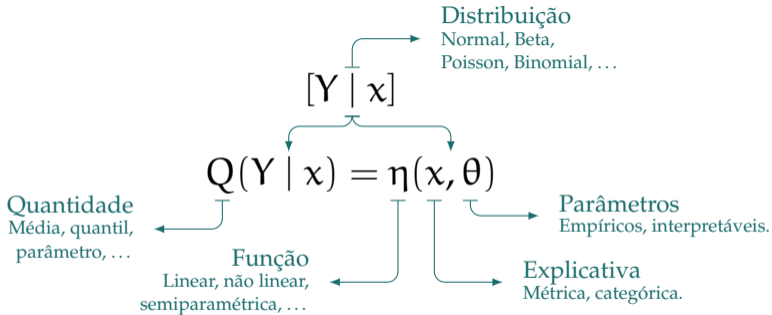 Distribuição
Normal, Beta,
Poisson, Binomial, …
[Y | x]
Q(Y | x) = η(x, θ)
Quantidade
Média, quantil,
parâmetro, …
Parâmetros
Empíricos, interpretáveis.
Função
Linear, não linear,
semiparamétrica, …
Explicativa
Métrica, categórica.